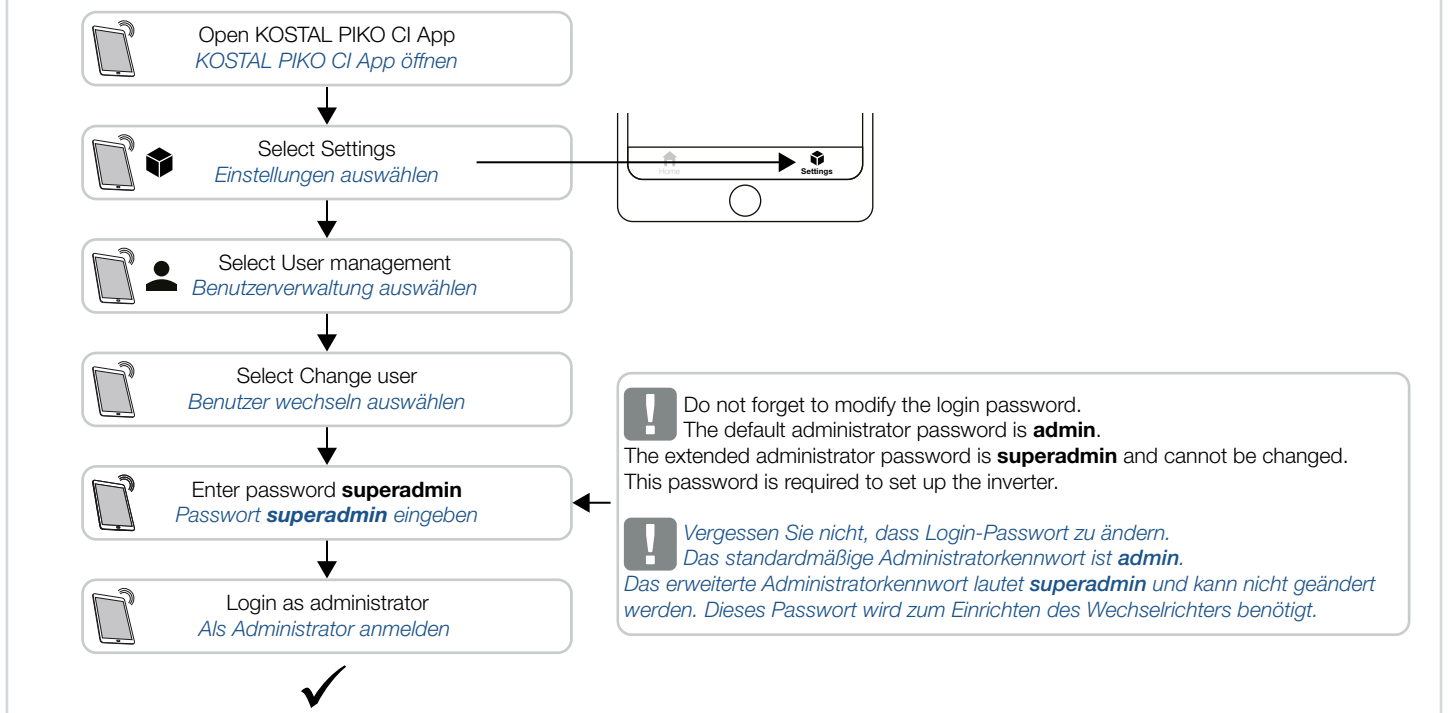 Open KOSTAL PIKO CI App
KOSTAL PIKO CI App öffnen
Select Settings
Einstellungen auswählen
Home
Settings
Select User management
Benutzerverwaltung auswählen
Select Change user
Benutzer wechseln auswählen
Enter password superadmin
Passwort superadmin eingeben
Do not forget to modify the login password.
The default administrator password is admin.
The extended administrator password is superadmin and cannot be changed.
This password is required to set up the inverter.
Vergessen Sie nicht, dass Login-Passwort zu ändern.
Das standardmäßige Administratorkennwort ist admin.
Das erweiterte Administratorkennwort lautet superadmin und kann nicht geändert
werden. Dieses Passwort wird zum Einrichten des Wechselrichters benötigt.
Login as administrator
Als Administrator anmelden